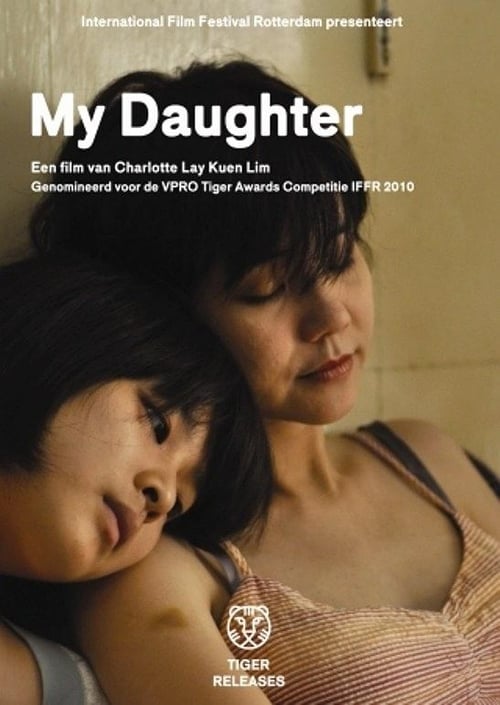 International Film Festival Rotterdam presenteert
My Daughter
Een film van Charlotte Lay Kuen Lim
Genomineerd voor de VPRO Tiger Awards Competitie IFFR 2010
TIGER
RELEASES